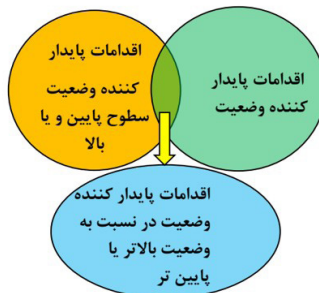 اقدامات پایدار
کننده وضعیت
اقدامات پایدار
کننده وضعیت
سطوح پایین و یا
بالا
اقدامات پایدار کننده
وضعیت در نسبت به
وضعیت بالاتر یا
پایین تر